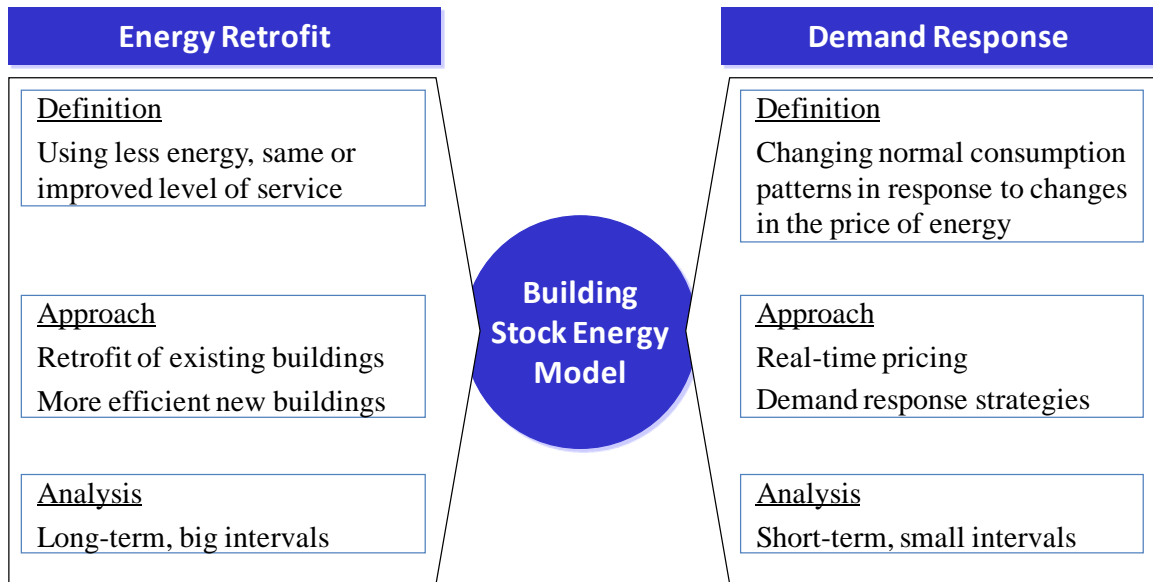 Energy Retrofit
Definition
Using less energy, same or
improved level of service
Approach
Retrofit of existing buildings
More efficient new buildings
Analysis
Long-term, big intervals
Building
Stock Energy
Model
Demand Response
Definition
Changing normal consumption
patterns in response to changes
in the price of energy
Approach
Real-time pricing
Demand response strategies
Analysis
Short-term, small intervals